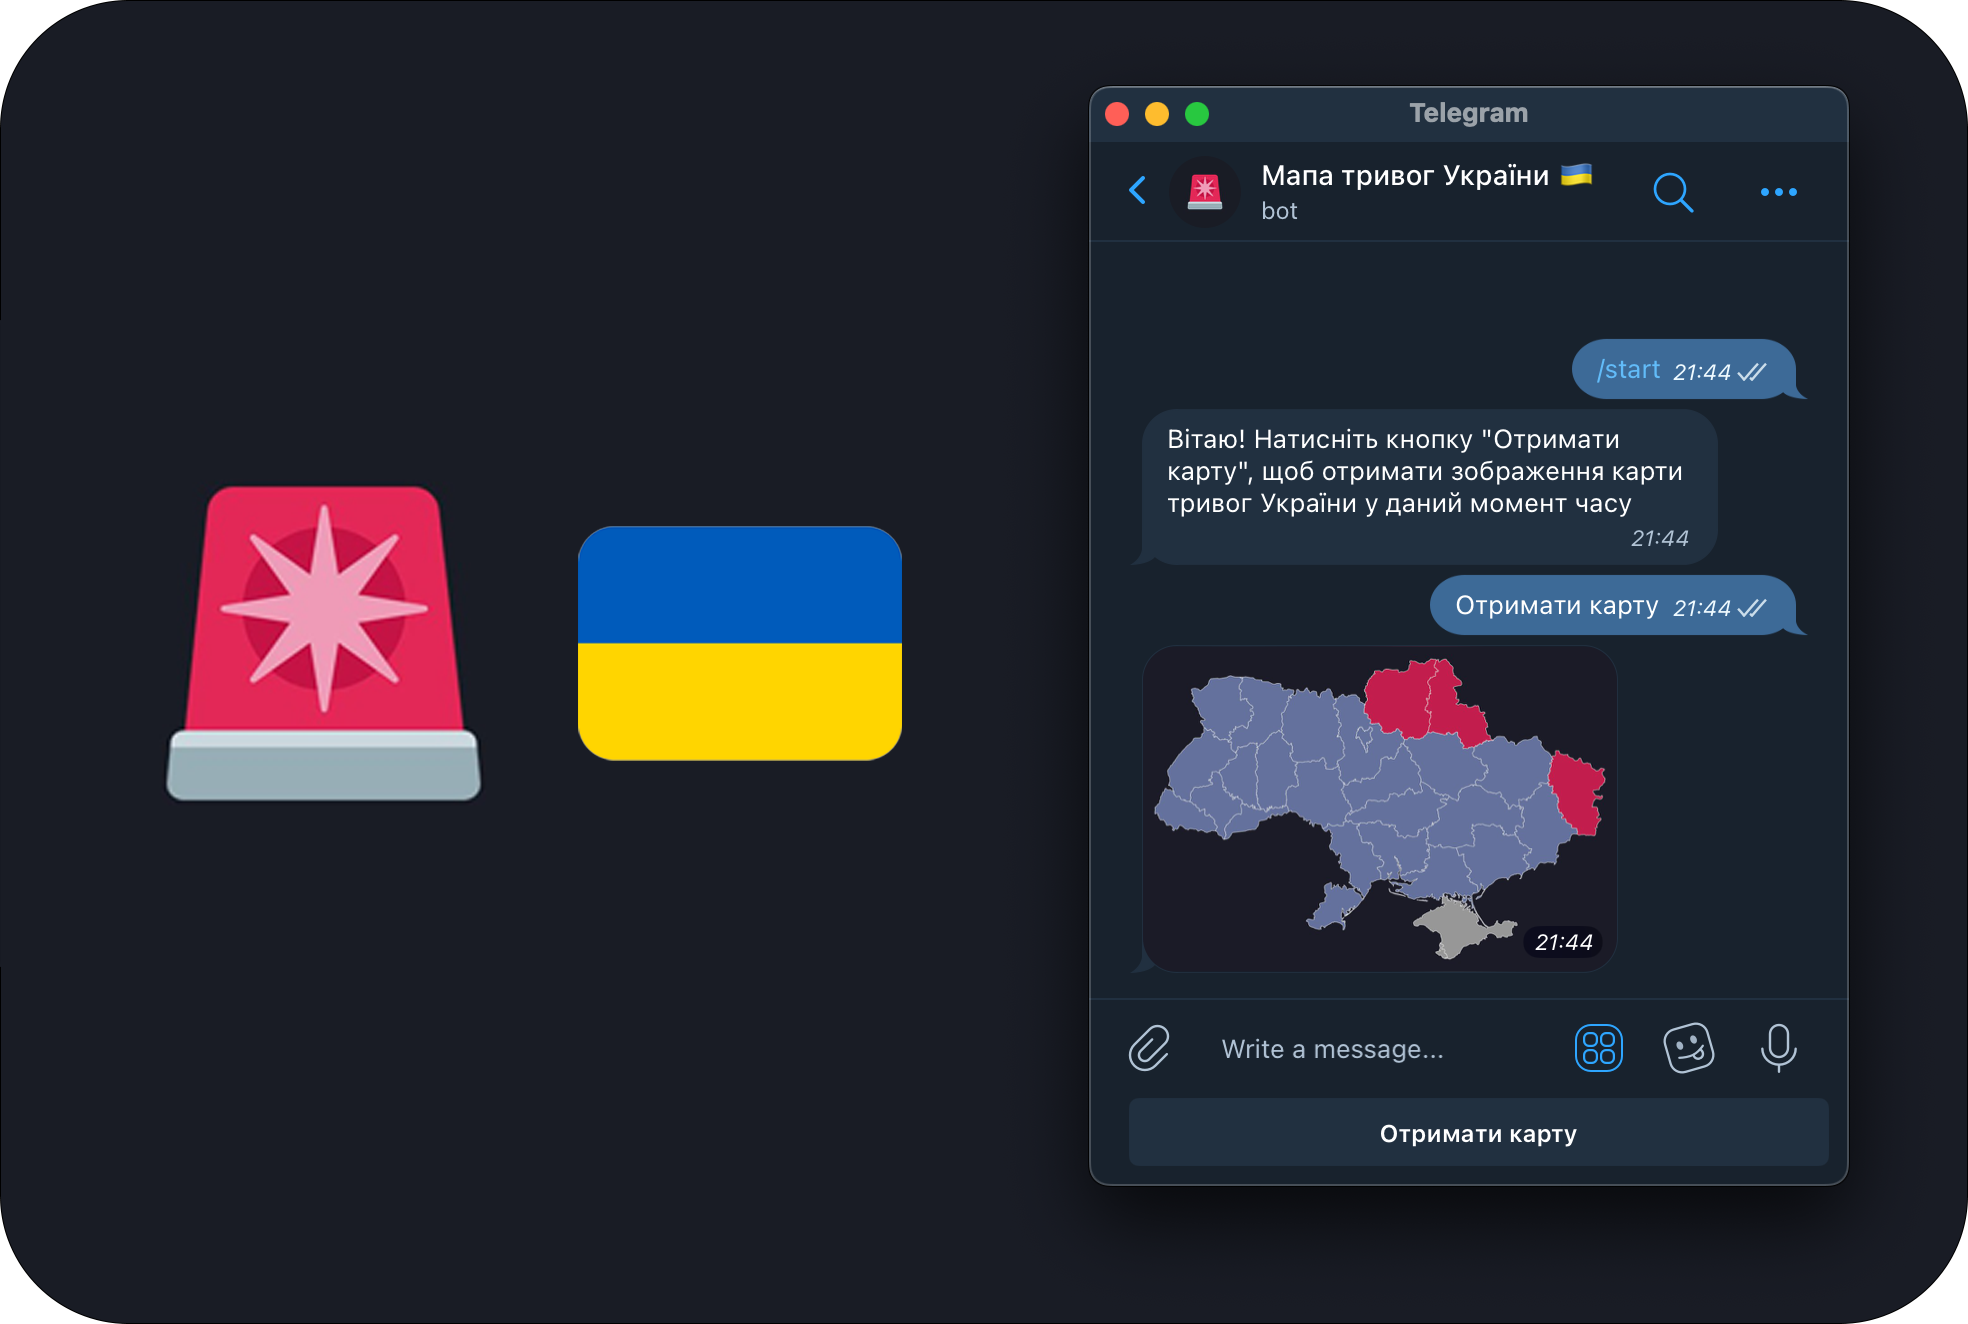 Telegram
Мапа тривог України 🇺🇦
bot
/start 21:44
Вітаю! Натисніть кнопку "Отримати
карту", щоб отримати зображення карти
тривог України у даний момент часу
21:44
Отримати карту 21:44
21:44
Write a message...
Отримати карту